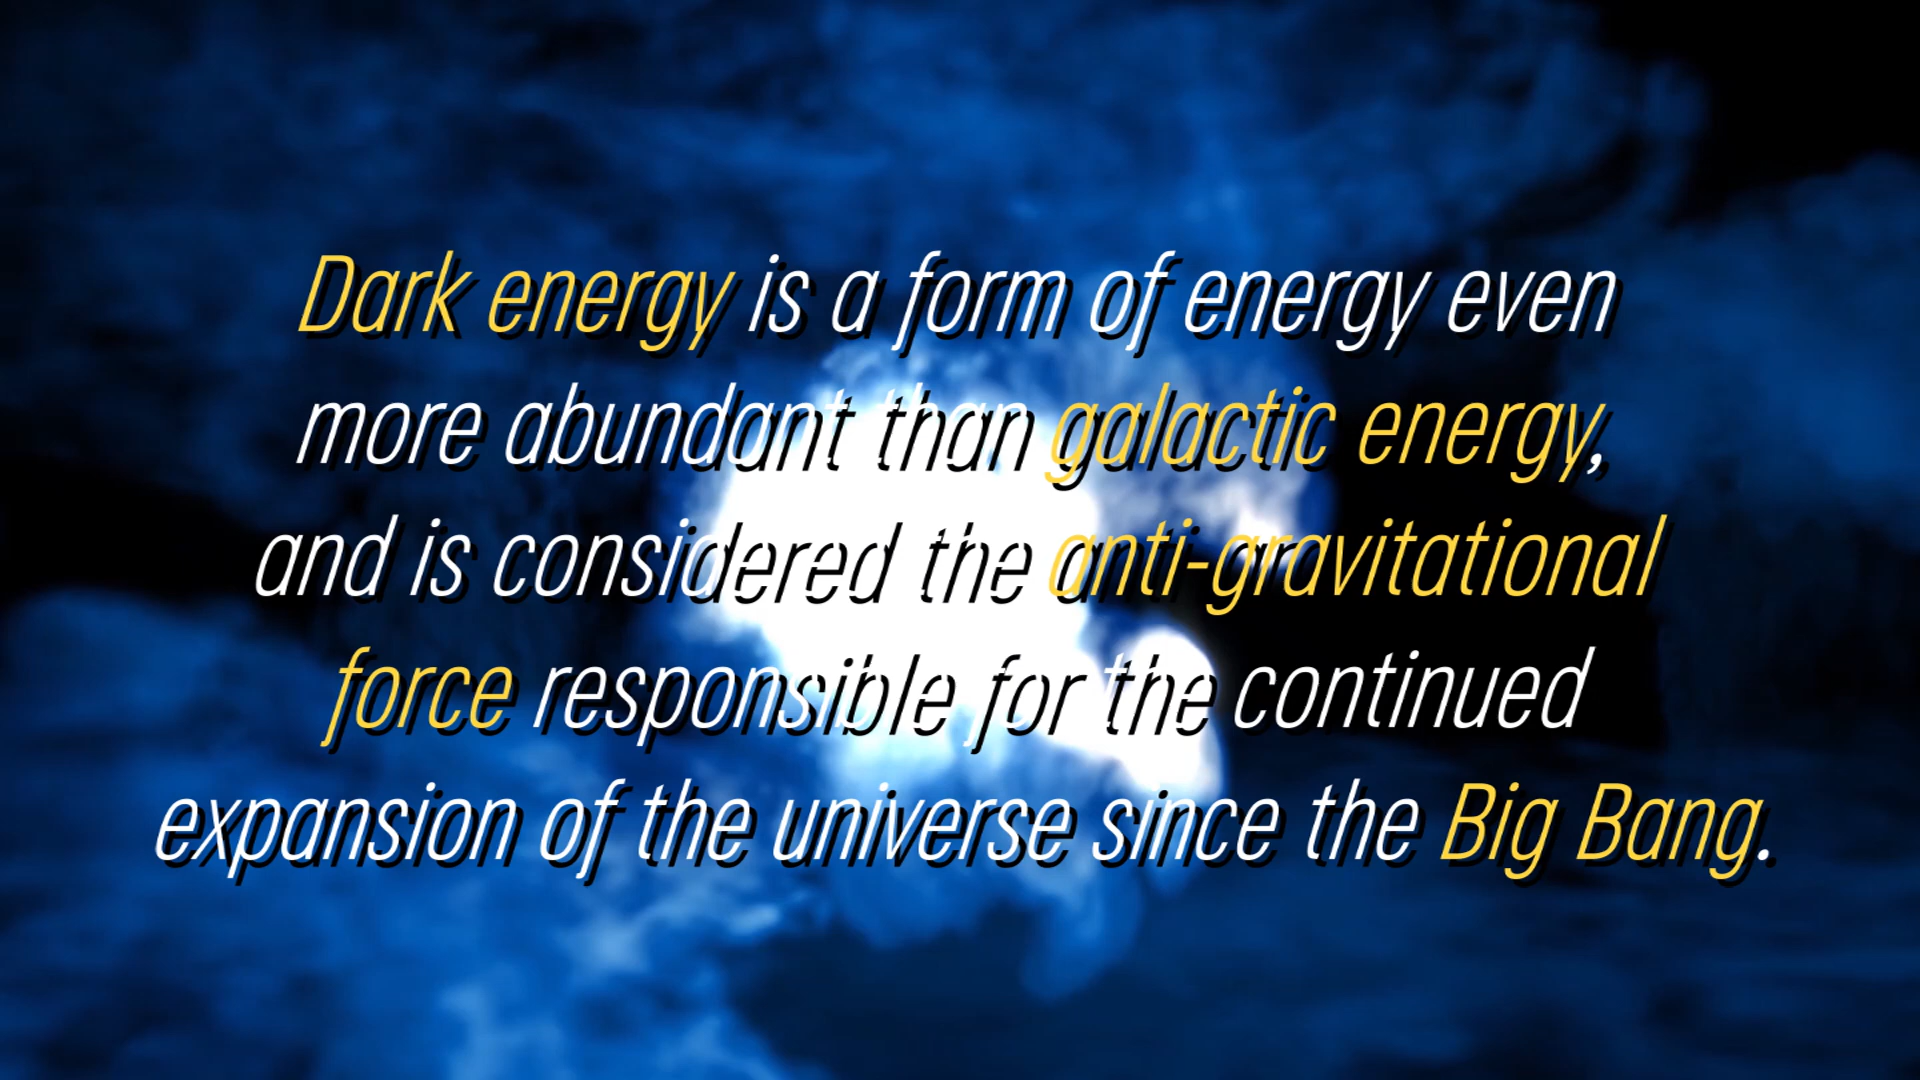 Dark energy is a form of energy even
more abundant than galactic energy,
and is considered the anti-gravitational
force responsible for the continued
expansion of the universe since the Big Bang.